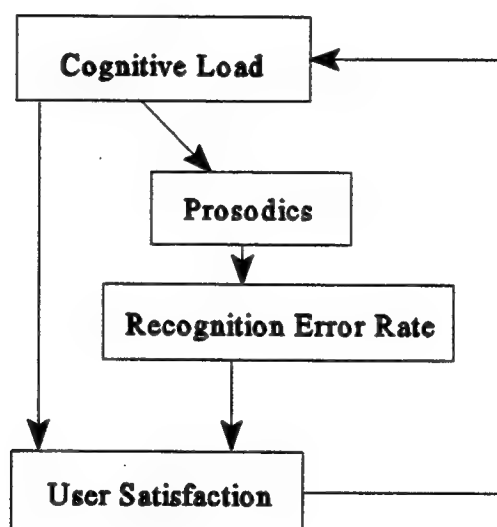 Cognitive Load
Prosodics
Recognition Error Rate
User Satisfaction